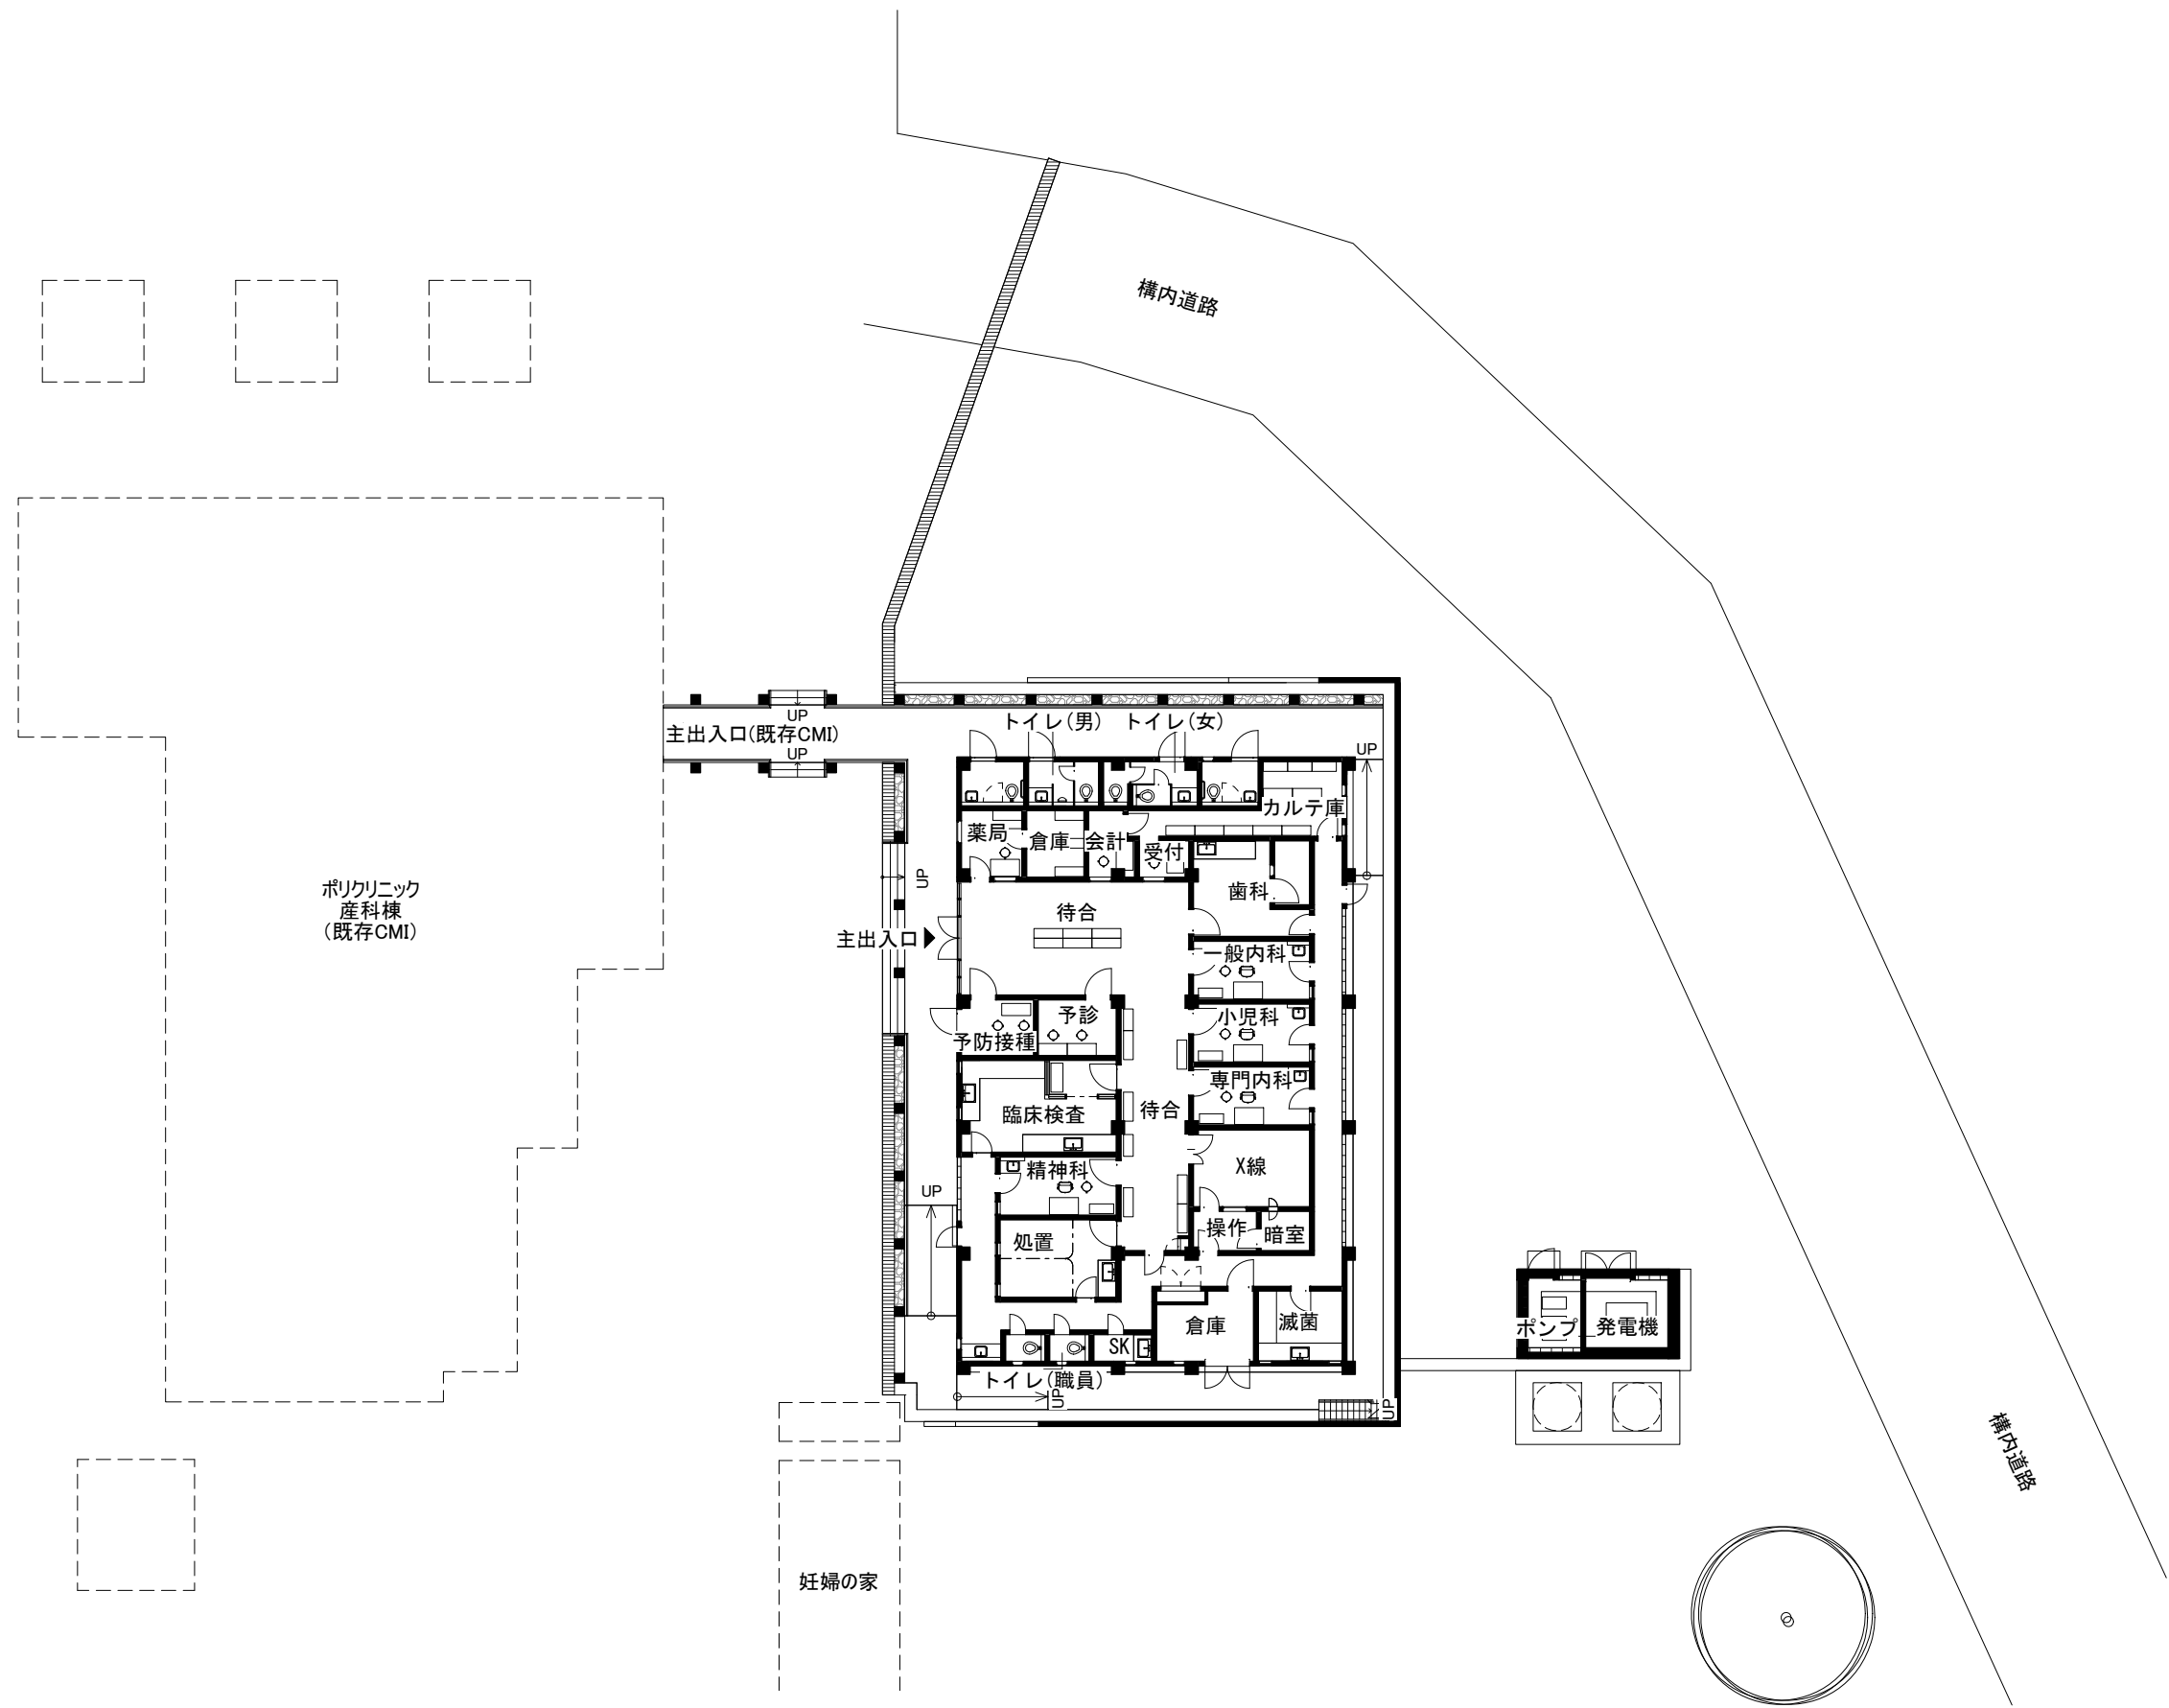 構内道路
UP
主出入口(既存CMI)
UP
トイレ(男)
トイレ(女)
UP
カルテ庫
薬局
倉庫
会計
受付
歯科
UP
ポリクリニック
産科棟
(既存CMI)
待合
主出入口
一般内科
小児科
予診
予防接種
専門内科
臨床検査
待合
精神科
X線
UP
操作
暗室
処置
倉庫
滅菌
SK
トイレ(職員)
UP
UP
ポンプ
発電機
構内道路
妊婦の家